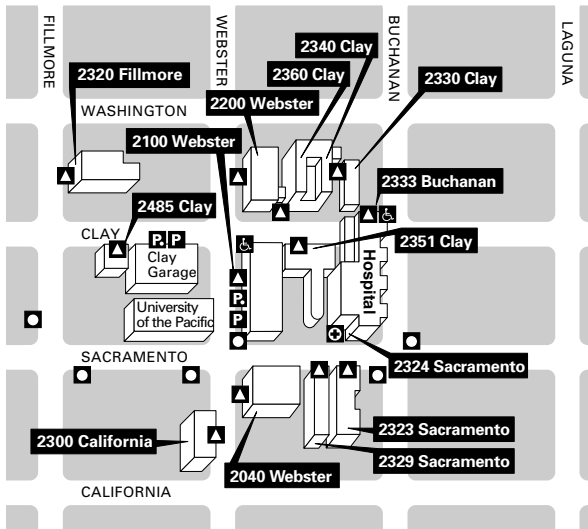 FILLMORE
WEBSTER
BUCHANAN
LAGUNA
2340 Clay
2320 Fillmore
2360 Clay
2330 Clay
2200 Webster
WASHINGTON
2100 Webster
2333 Buchanan
2485 Clay
CLAY
P. P
2351 Clay
Clay
Garage
Hospital
P.
University
of the Pacific
P
SACRAMENTO
2324 Sacramento
2300 California
2323 Sacramento
2329 Sacramento
2040 Webster
CALIFORNIA